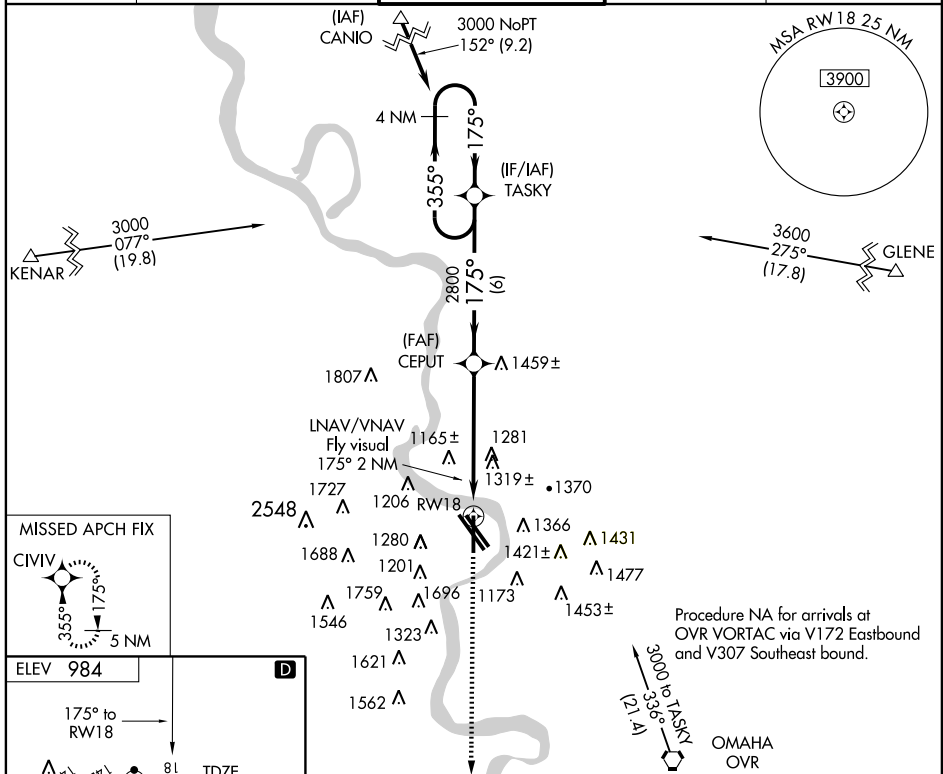 (IAF)
CANIO
3000 NoPT
152° (9.2)
MSA RW18 25 NM
3900
4 NM
175°
355°
(IF/IAF)
TASKY
3000
077°
(19.8)
KENAR
3600
275°
(17.8)
GLENE
2800
175°
(6)
(FAF)
CEPUT
1459±
1807
LNAV/VNAV
Fly visual
175° 2 NM
1165±
1281
1319±
1370
1727
1206
RW18
2548
1366
1280
1421±
1431
1688
1201
1477
1759
1696
1173
1453±
1546
1323
1621
1562
MISSED APCH FIX
CIVIV
355°
175°
5 NM
Procedure NA for arrivals at
OVR VORTAC via V172 Eastbound
and V307 Southeast bound.
3000 to TASKY
336°
(21.4)
OMAHA
OVR
ELEV 984
D
175° to
RW18
18
TDZE